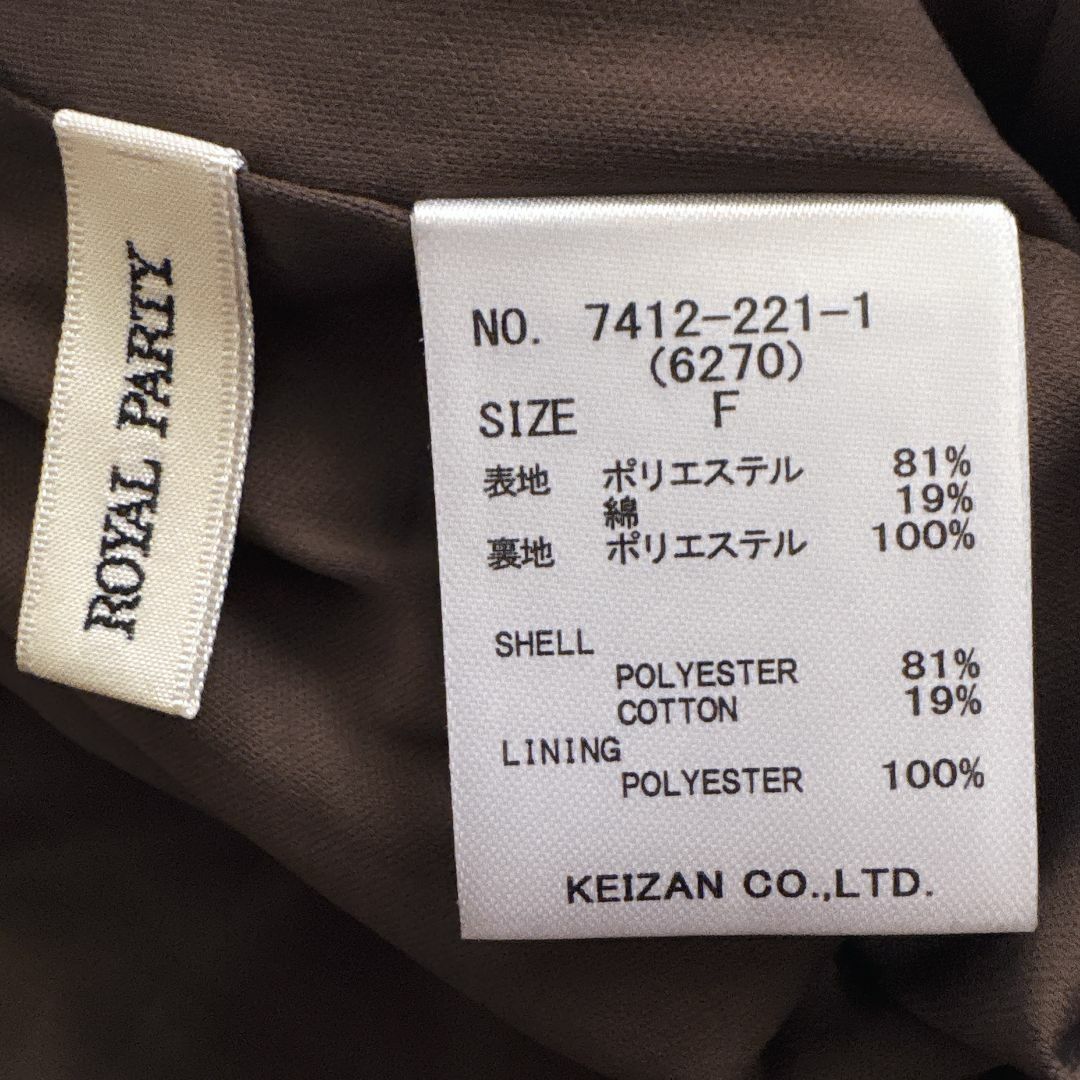 ROYAL PARTY
NO. 7412-221-1
(6270)
SIZE F
表地 ポリエステル 81%
綿 19%
裏地 ポリエステル 100%
SHELL
POLYESTER 81%
COTTON 19%
LINING
POLYESTER 100%
KEIZAN CO.,LTD.